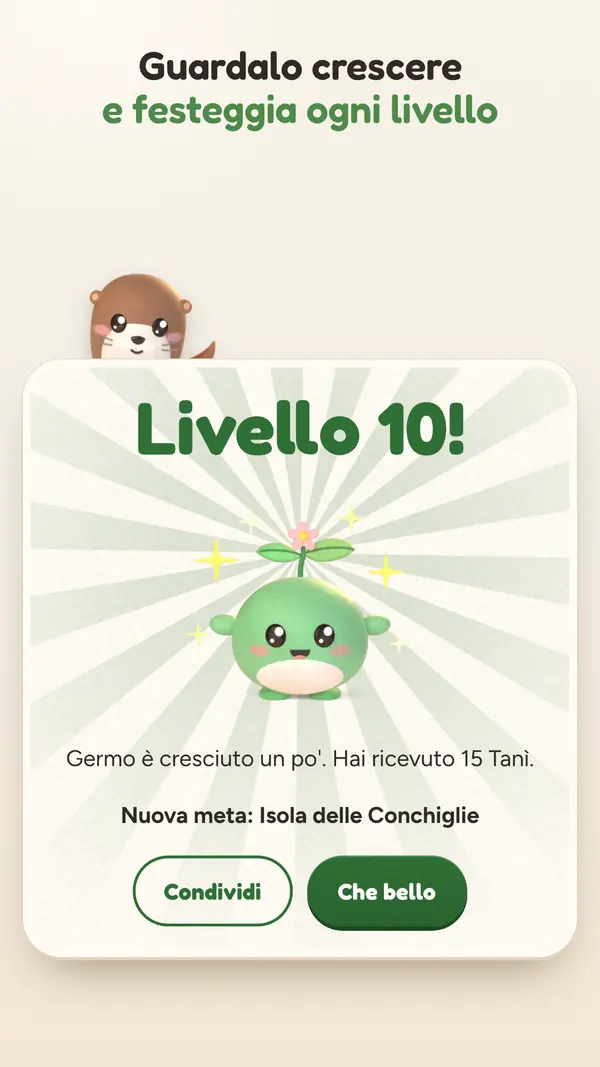 Guardalo crescere
e festeggia ogni livello
Livello 10!
Germo è cresciuto un po'. Hai ricevuto 15 Tanì.
Nuova meta: Isola delle Conchiglie
Condividi
Che bello